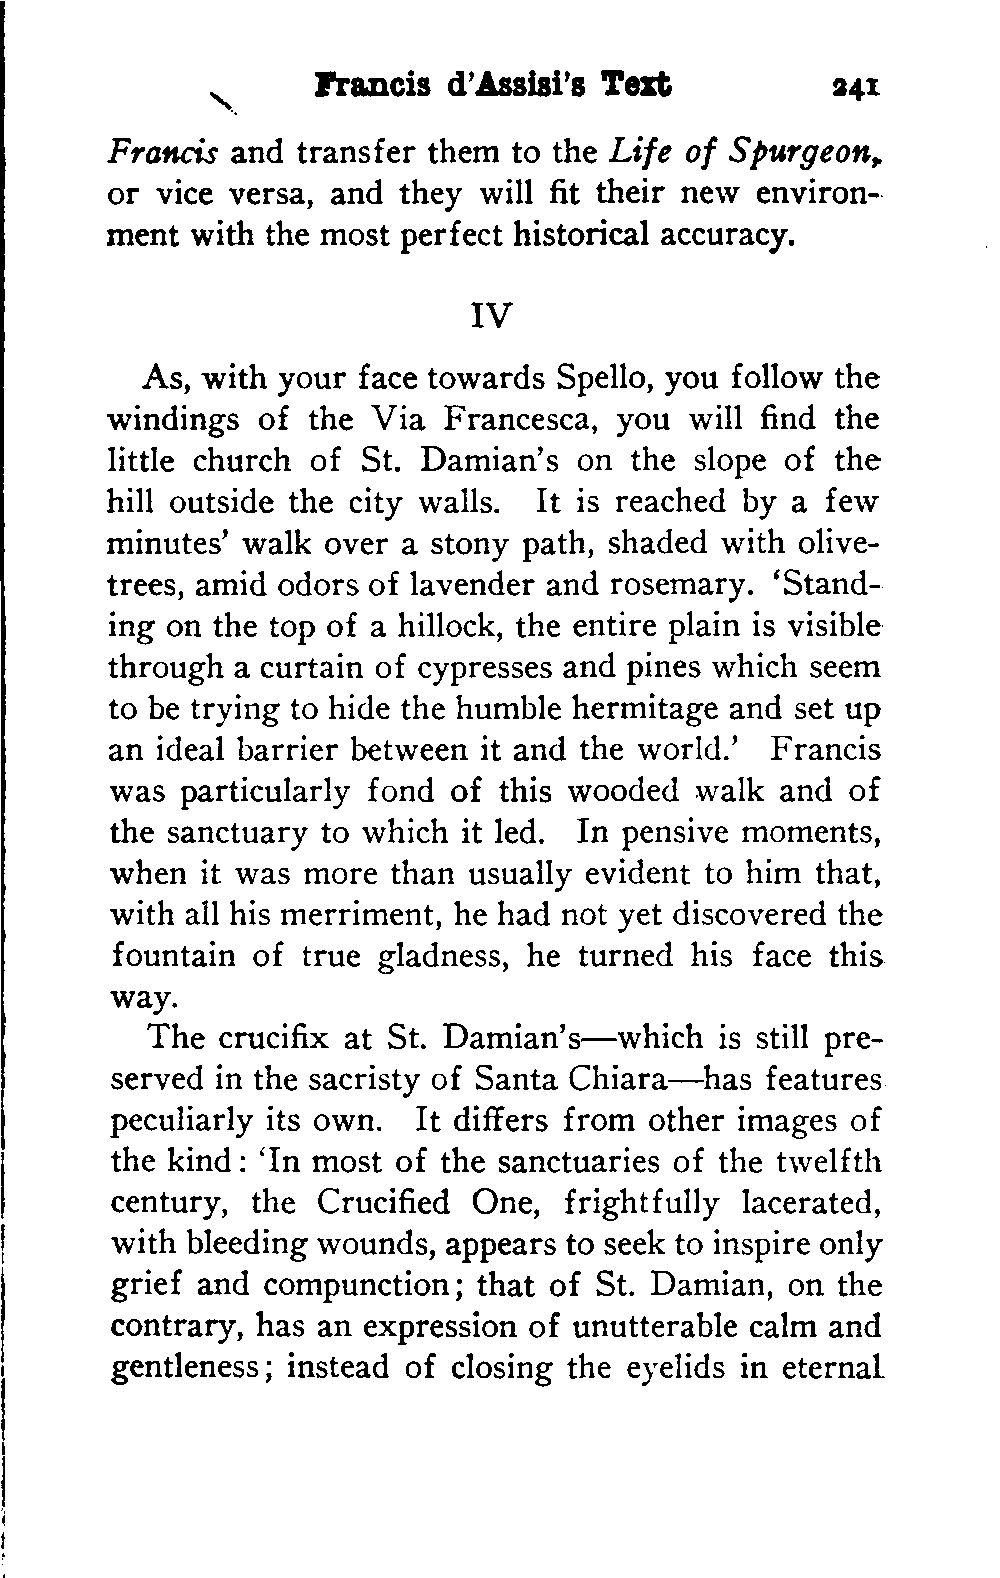 Francis d'Assisi's Text 241
Francis and transfer them to the Life of Spurgeon,
or vice versa, and they will fit their new environ-
ment with the most perfect historical accuracy.
IV
As, with your face towards Spello, you follow the
windings of the Via Francesca, you will find the
little church of St. Damian's on the slope of the
hill outside the city walls. It is reached by a few
minutes' walk over a stony path, shaded with olive-
trees, amid odors of lavender and rosemary. 'Stand-
ing on the top of a hillock, the entire plain is visible
through a curtain of cypresses and pines which seem
to be trying to hide the humble hermitage and set up
an ideal barrier between it and the world.' Francis
was particularly fond of this wooded walk and of
the sanctuary to which it led. In pensive moments,
when it was more than usually evident to him that,
with all his merriment, he had not yet discovered the
fountain of true gladness, he turned his face this
way.
The crucifix at St. Damian's—which is still pre-
served in the sacristy of Santa Chiara—has features
peculiarly its own. It differs from other images of
the kind: 'In most of the sanctuaries of the twelfth
century, the Crucified One, frightfully lacerated,
with bleeding wounds, appears to seek to inspire only
grief and compunction; that of St. Damian, on the
contrary, has an expression of unutterable calm and
gentleness; instead of closing the eyelids in eternal